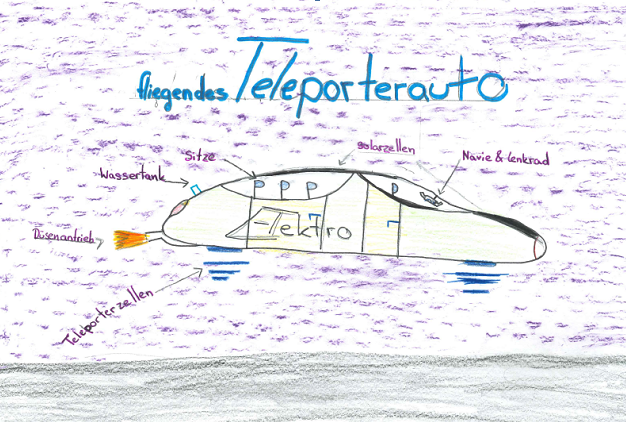 fliegendes Teleporterauto
Sitze
solarzellen
Navie & Lenkrad
Wassertank
Elektro
Düsenantrieb
Teleporterzellen